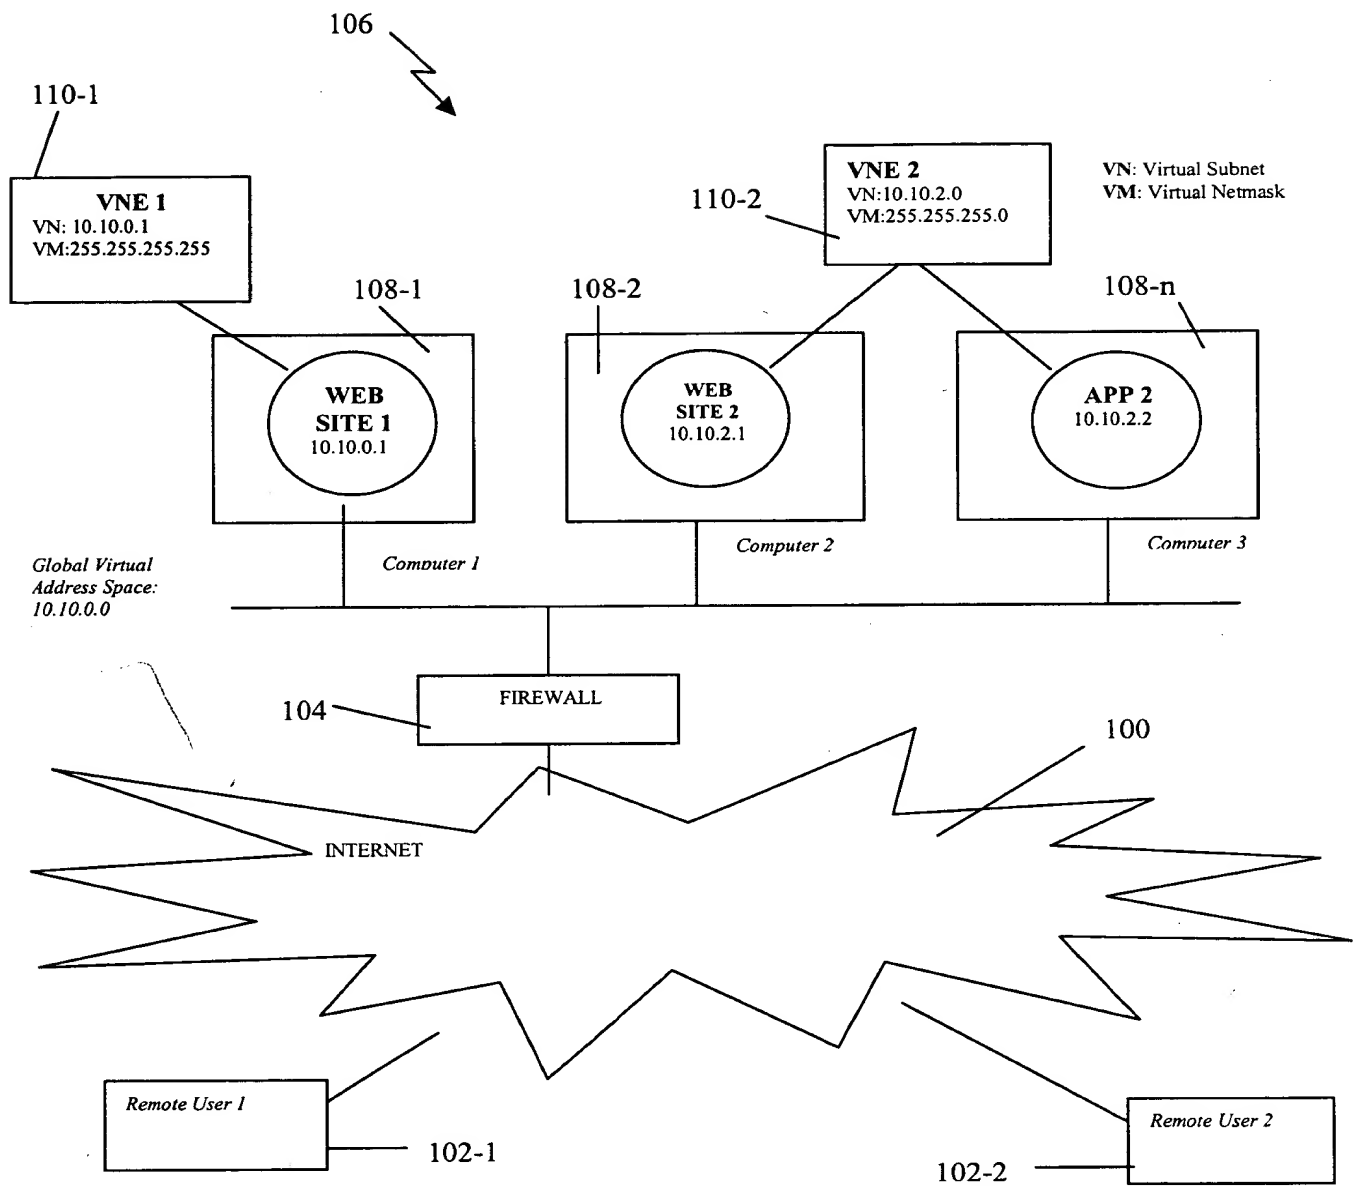 106
110-1
VNE 1
VN: 10.10.0.1
VM:255.255.255.255
VNE 2
VN:10.10.2.0
VM:255.255.255.0
110-2
VN: Virtual Subnet
VM: Virtual Netmask
108-1
108-2
108-n
WEB
SITE 1
10.10.0.1
WEB
SITE 2
10.10.2.1
APP 2
10.10.2.2
Computer 1
Computer 2
Computer 3
Global Virtual
Address Space:
10.10.0.0
FIREWALL
104
100
INTERNET
Remote User 1
102-1
Remote User 2
102-2